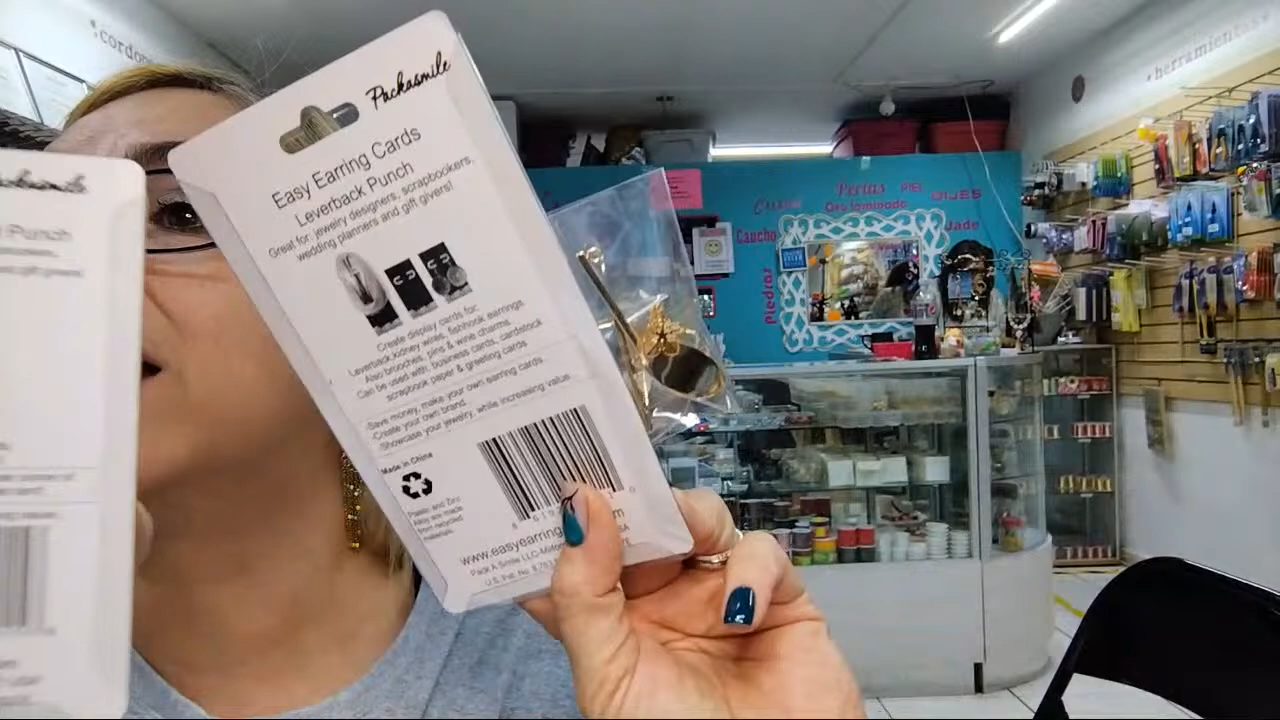 Packasmile
Easy Earring Cards
Leverback Punch
Great for jewelry designers, scrapbookers,
wedding planners and gift givers!
Create display cards for:
Leverback, kidney wires, fishhook earrings
Also brooches, pins & wine charms.
Can be used with: business cards, cardstock
scrapbook paper & greeting cards
-Save money, make your own earring cards
-Create your own brand
-Showcase your jewelry, while increasing value
Made in China
Plastic and Zinc
Alloy are made
from recycled
materials.
www.easyearring
Pack A Smile LLC
U.S. Pat. No.
Punch
herramientas
Perlas
PIEL
DIJES
Oro laminado
Jade
Caucho
Piedras